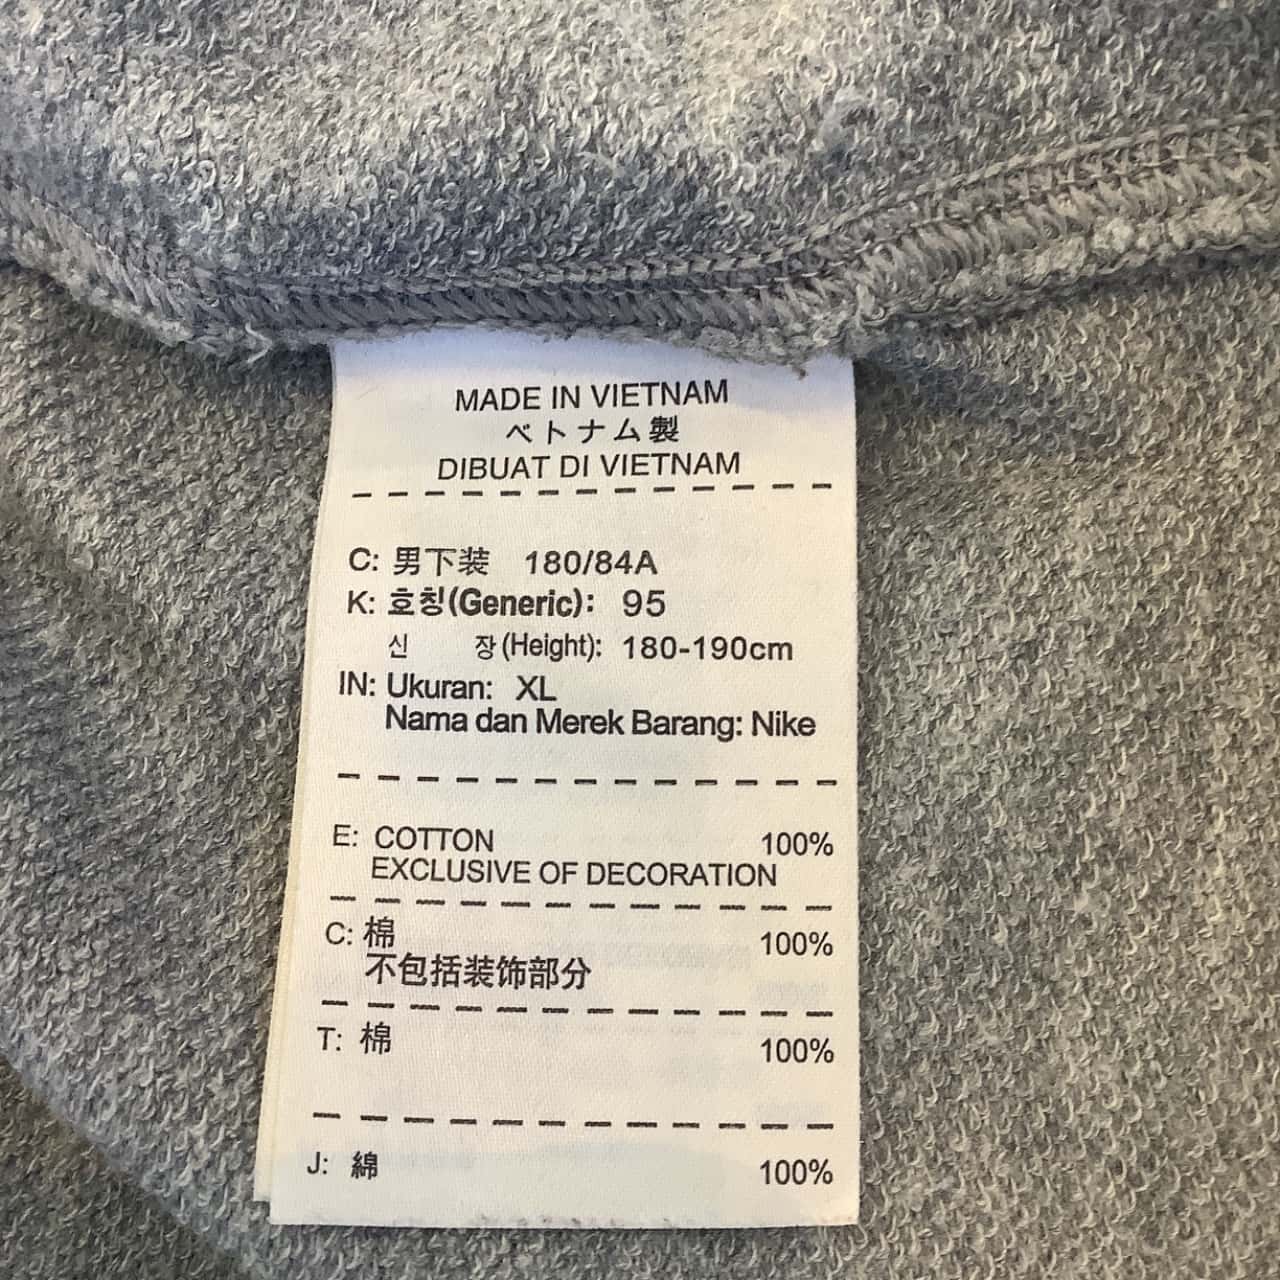 MADE IN VIETNAM
ベトナム製
DIBUAT DI VIETNAM
C: 男下装 180/84A
K: 호칭(Generic): 95
신 장(Height): 180-190cm
IN: Ukuran: XL
Nama dan Merek Barang: Nike
E: COTTON 100%
EXCLUSIVE OF DECORATION
C: 棉 100%
不包括装饰部分
T: 棉 100%
J: 綿 100%